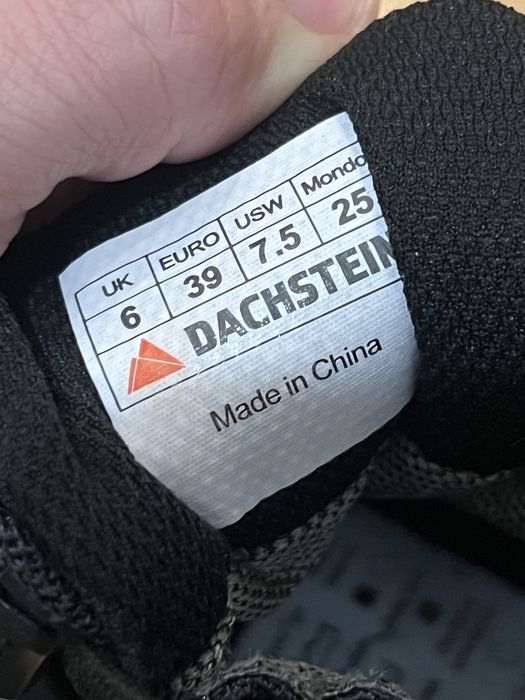 UK EURO USW Mondo
6 39 7.5 25
DACHSTEIN
Made in China